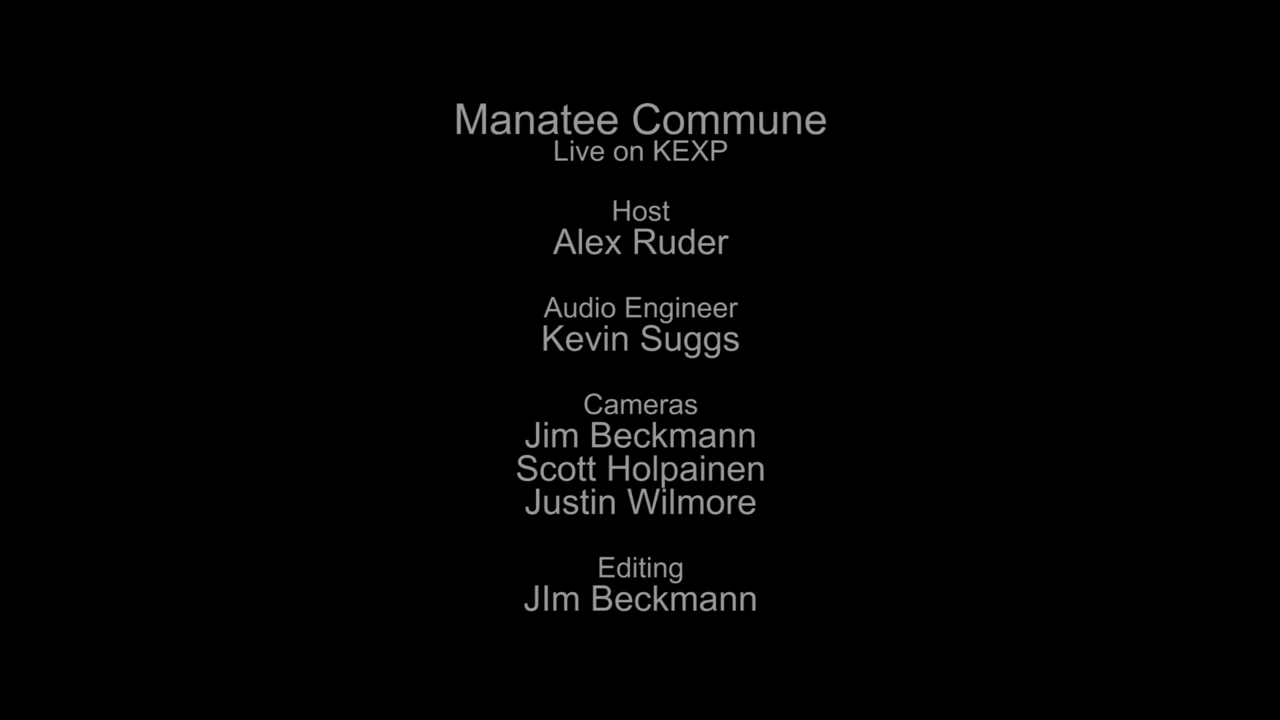 Manatee Commune
Live on KEXP
Host
Alex Ruder
Audio Engineer
Kevin Suggs
Cameras
Jim Beckmann
Scott Holpainen
Justin Wilmore
Editing
JIm Beckmann